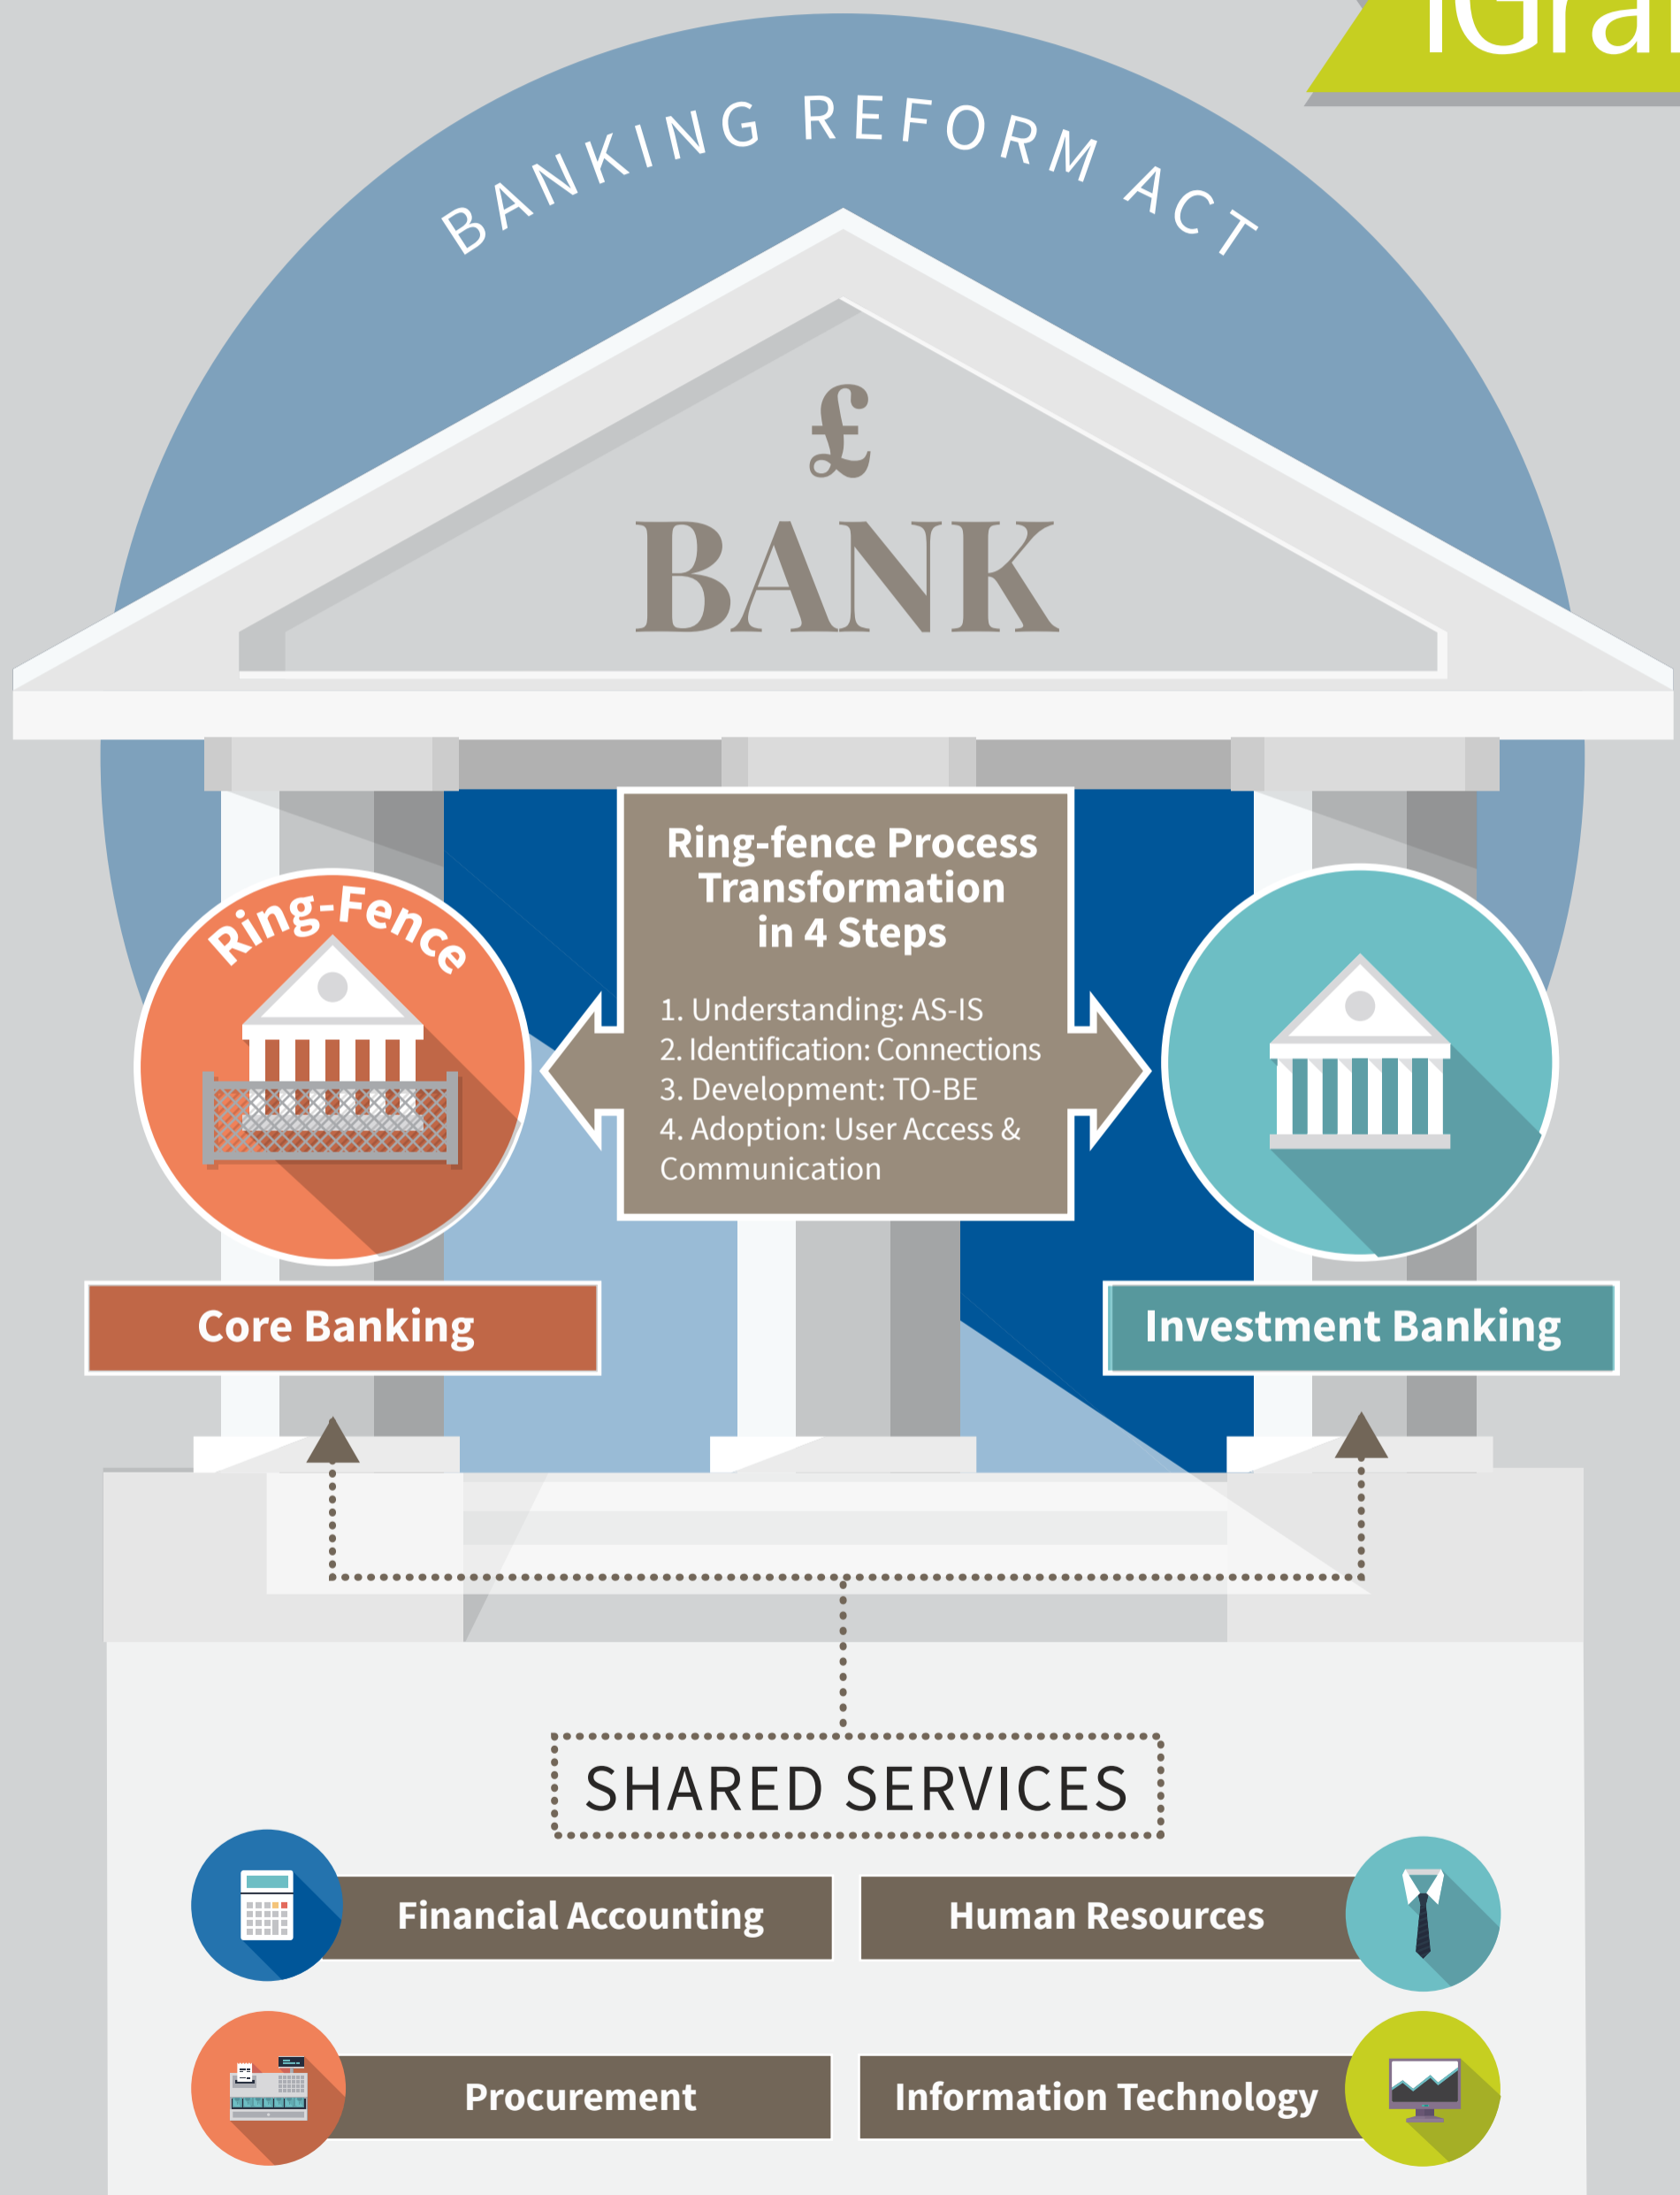 BANKING REFORM ACT
£
BANK
Ring-fence Process
Transformation
in 4 Steps
1. Understanding: AS-IS
2. Identification: Connections
3. Development: TO-BE
4. Adoption: User Access &
Communication
Ring-Fence
Core Banking
Investment Banking
SHARED SERVICES
Financial Accounting
Human Resources
Procurement
Information Technology